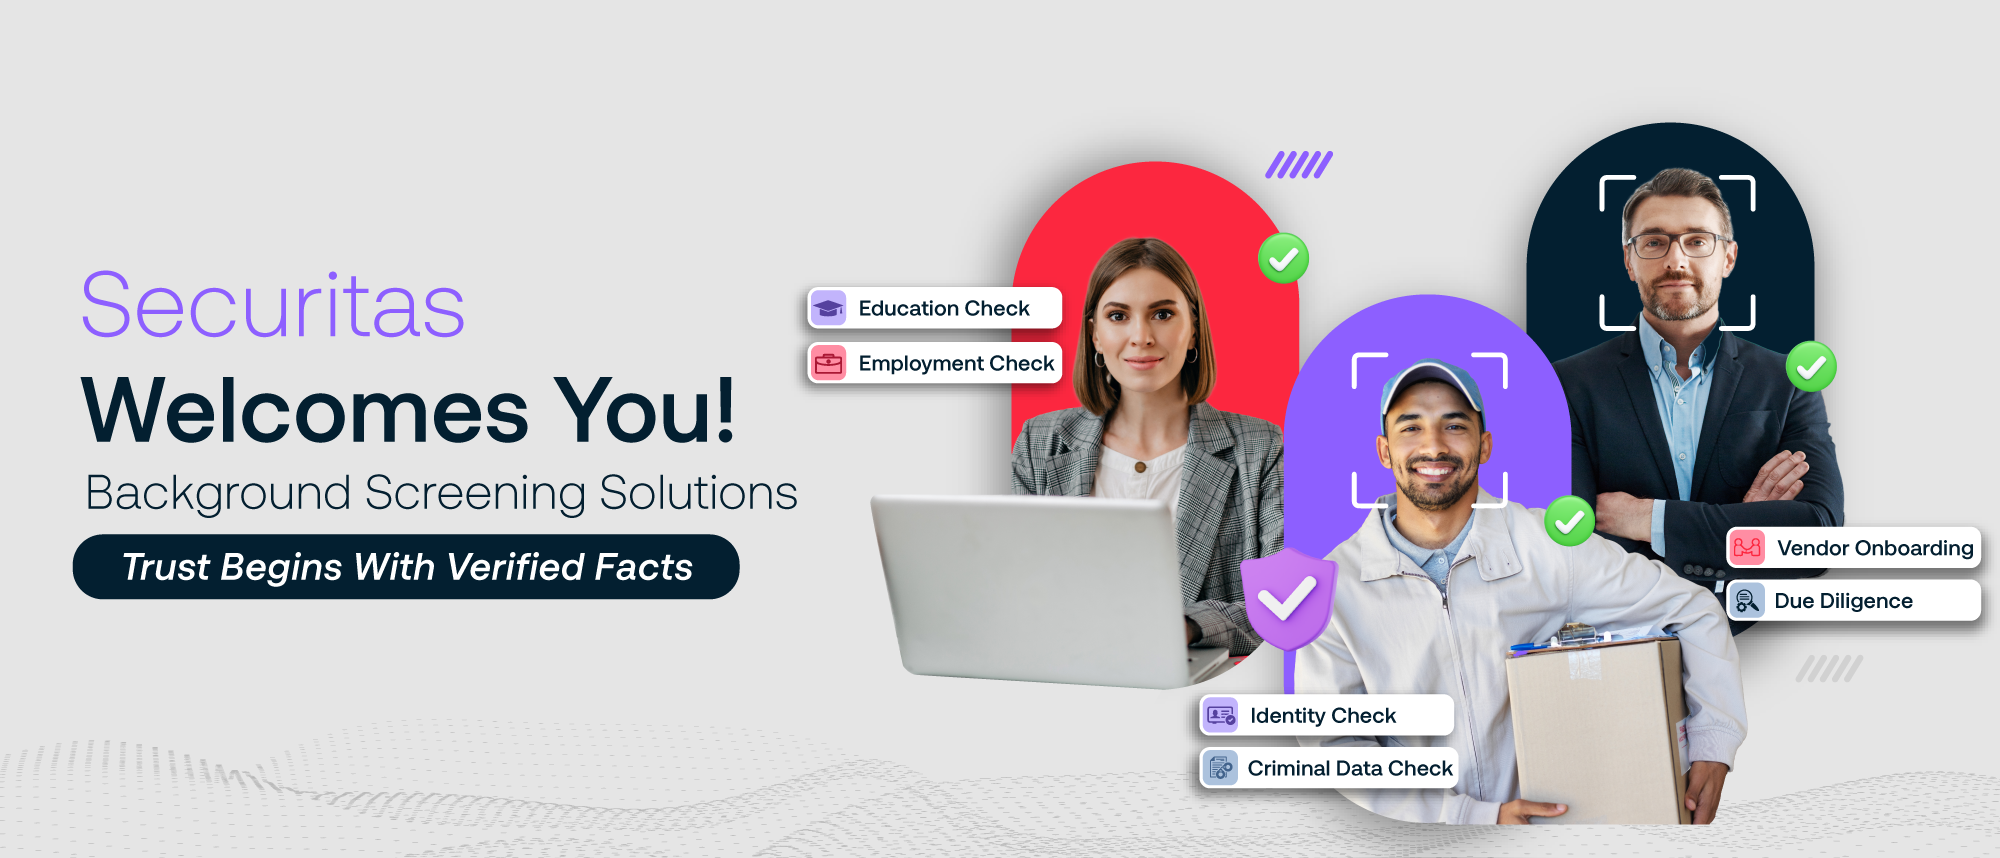 Securitas
Welcomes You!
Background Screening Solutions
Trust Begins With Verified Facts
Education Check
Employment Check
Vendor Onboarding
Due Diligence
Identity Check
Criminal Data Check